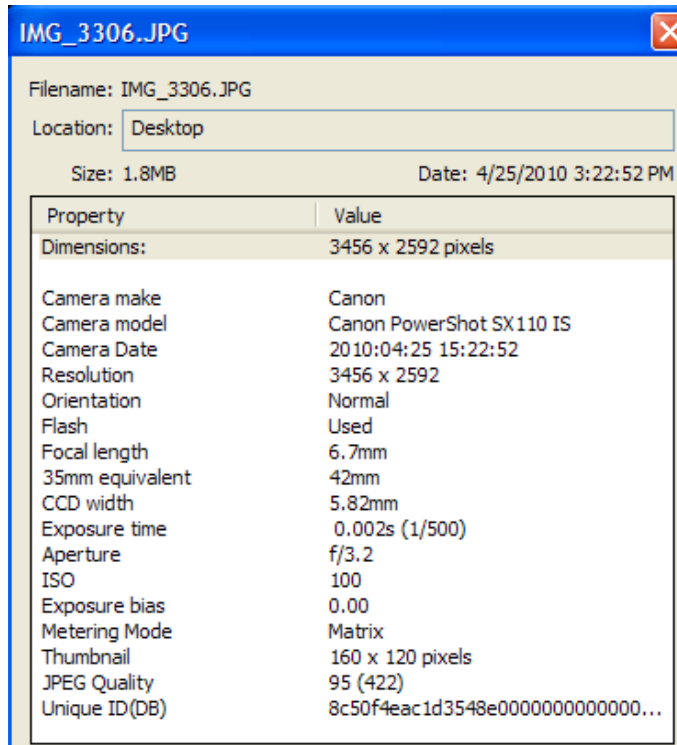 IMG_3306.JPG
Filename: IMG_3306.JPG
Location: Desktop
Size: 1.8MB Date: 4/25/2010 3:22:52 PM
Property Value
Dimensions: 3456 x 2592 pixels
Camera make Canon
Camera model Canon PowerShot SX110 IS
Camera Date 2010:04:25 15:22:52
Resolution 3456 x 2592
Orientation Normal
Flash Used
Focal length 6.7mm
35mm equivalent 42mm
CCD width 5.82mm
Exposure time 0.002s (1/500)
Aperture f/3.2
ISO 100
Exposure bias 0.00
Metering Mode Matrix
Thumbnail 160 x 120 pixels
JPEG Quality 95 (422)
Unique ID(DB) 8c50f4eac1d3548e0000000000000...